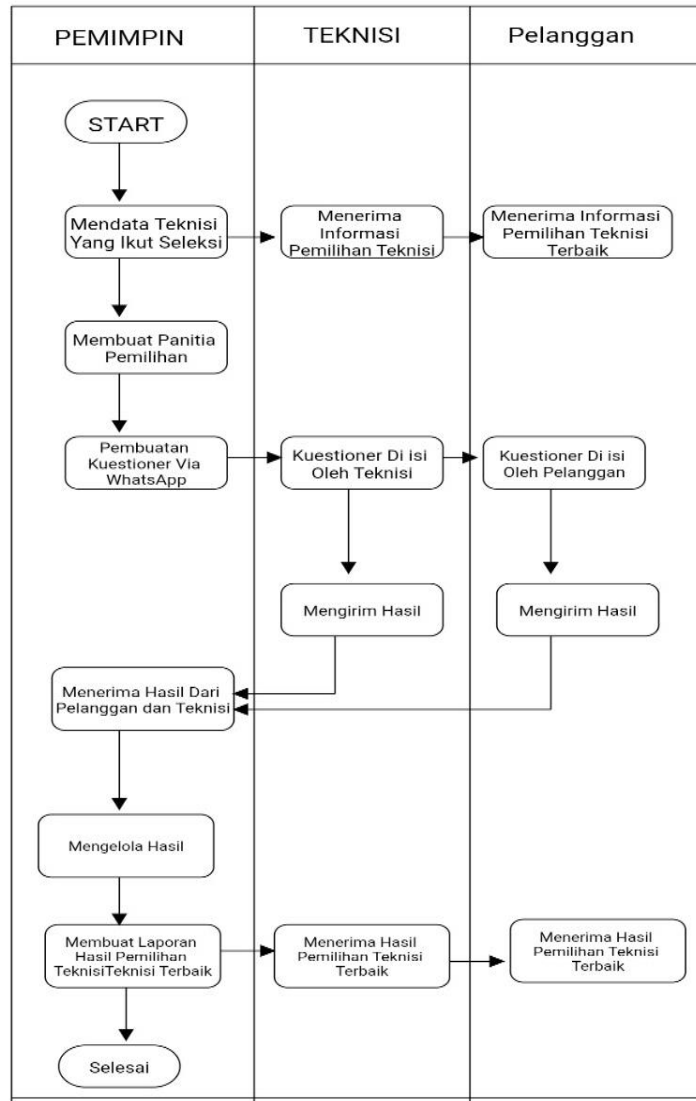 PEMIMPIN
TEKNISI
Pelanggan
START
Mendata Teknisi
Yang Ikut Seleksi
Menerima
Informasi
Pemilihan Teknisi
Menerima Informasi
Pemilihan Teknisi
Terbaik
Membuat Panitia
Pemilihan
Pembuatan
Kuestioner Via
WhatsApp
Kuestioner Di isi
Oleh Teknisi
Kuestioner Di isi
Oleh Pelanggan
Mengirim Hasil
Mengirim Hasil
Menerima Hasil Dari
Pelanggan dan Teknisi
Mengelola Hasil
Membuat Laporan
Hasil Pemilihan
TeknisiTeknisi Terbaik
Menerima Hasil
Pemilihan Teknisi
Terbaik
Menerima Hasil
Pemilihan Teknisi
Terbaik
Selesai